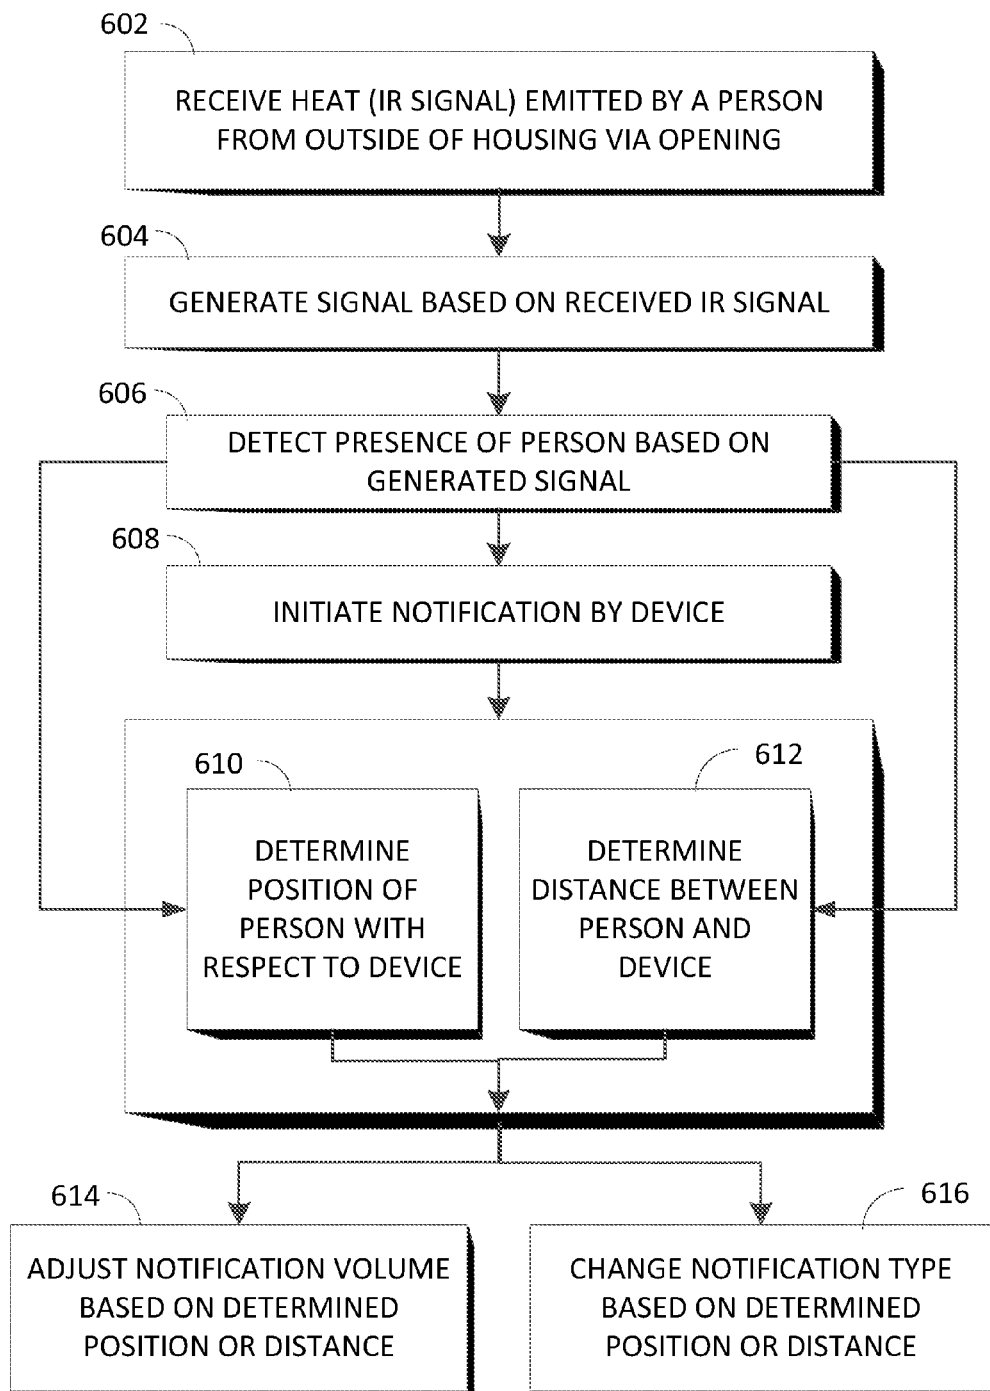 602
RECEIVE HEAT (IR SIGNAL) EMITTED BY A PERSON
FROM OUTSIDE OF HOUSING VIA OPENING
604
GENERATE SIGNAL BASED ON RECEIVED IR SIGNAL
606
DETECT PRESENCE OF PERSON BASED ON
GENERATED SIGNAL
608
INITIATE NOTIFICATION BY DEVICE
610
DETERMINE
POSITION OF
PERSON WITH
RESPECT TO DEVICE
612
DETERMINE
DISTANCE BETWEEN
PERSON AND
DEVICE
614
ADJUST NOTIFICATION VOLUME
BASED ON DETERMINED
POSITION OR DISTANCE
616
CHANGE NOTIFICATION TYPE
BASED ON DETERMINED
POSITION OR DISTANCE